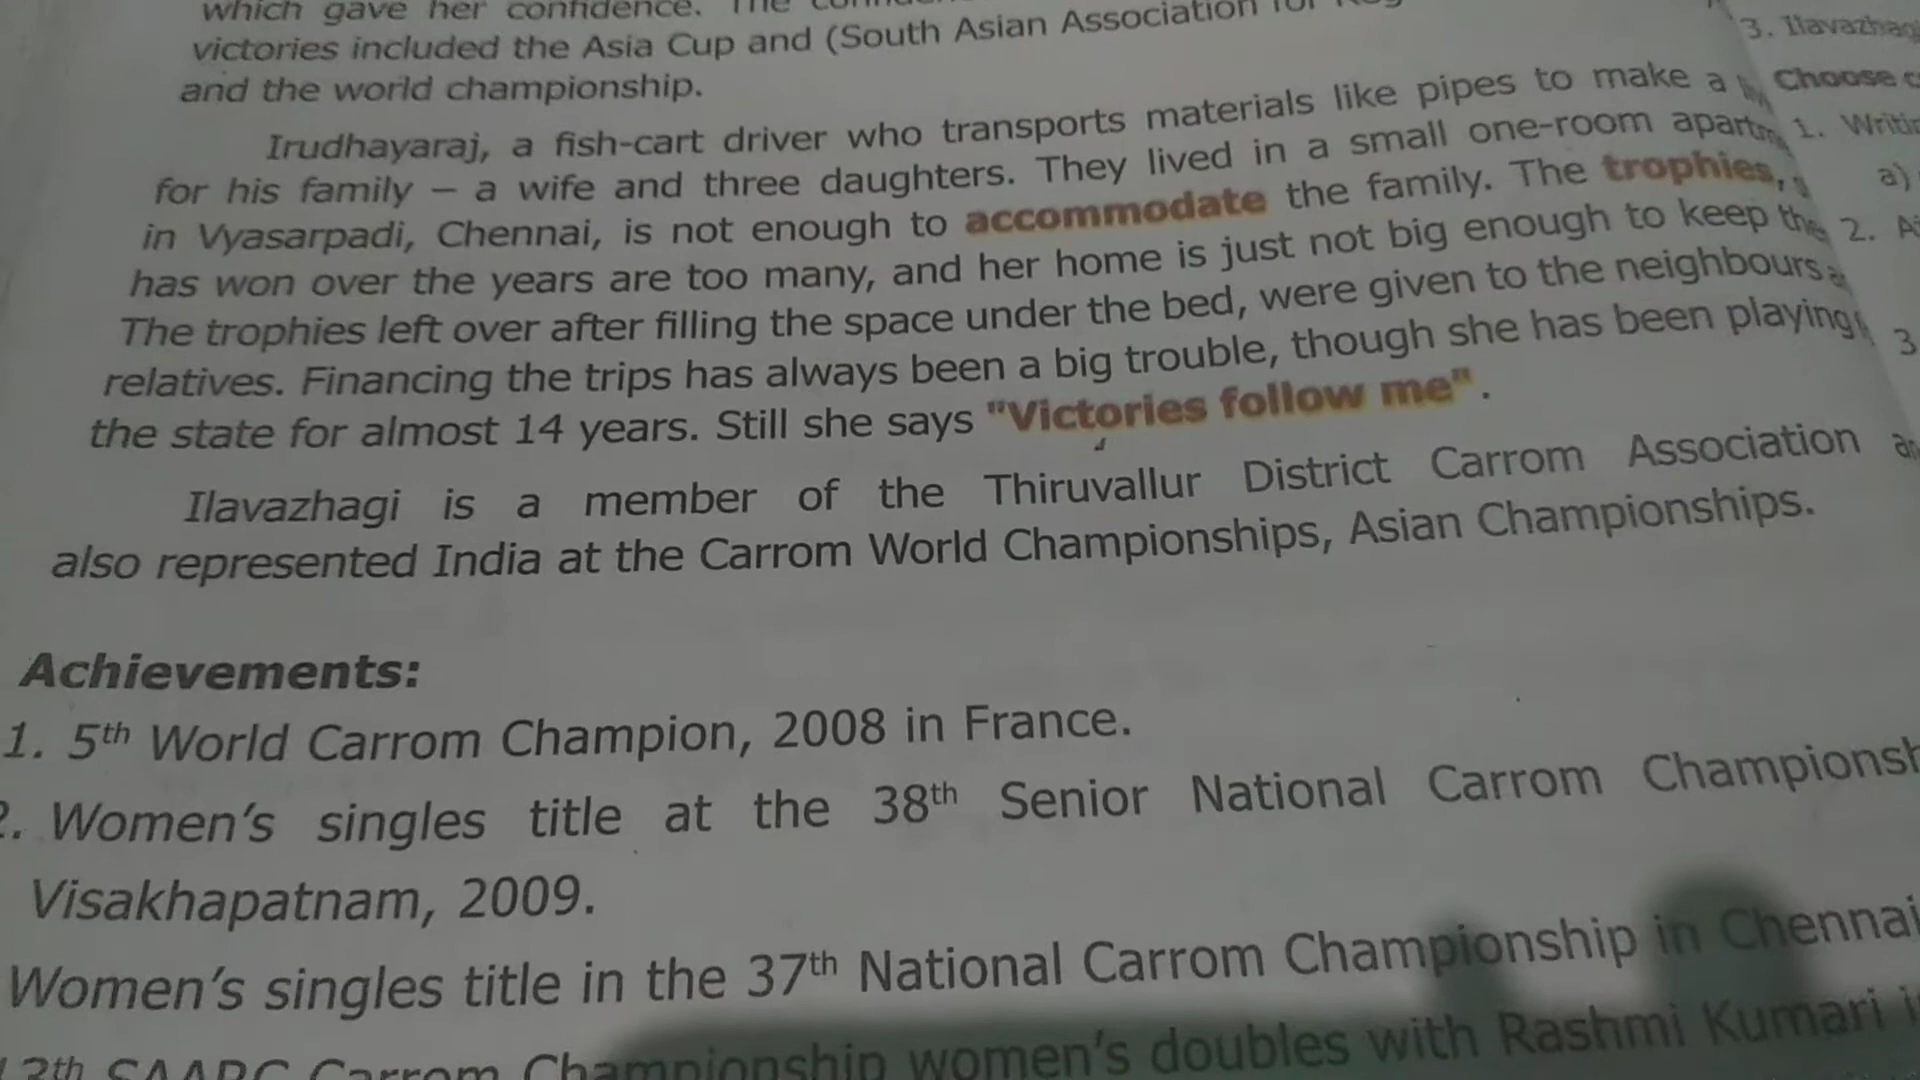 which gave her confidence. The
victories included the Asia Cup and (South Asian Association for
and the world championship.
Irudhayaraj, a fish-cart driver who transports materials like pipes to make a
for his family – a wife and three daughters. They lived in a small one-room
in Vyasarpadi, Chennai, is not enough to accommodate the family. The trophies,
has won over the years are too many, and her home is just not big enough to keep the
The trophies left over after filling the space under the bed, were given to the neighbours
relatives. Financing the trips has always been a big trouble, though she has been playing
the state for almost 14 years. Still she says "Victories follow me".
Ilavazhagi is a member of the Thiruvallur District Carrom Association
also represented India at the Carrom World Championships, Asian Championships.
Achievements:
1. 5th World Carrom Champion, 2008 in France.
2. Women's singles title at the 38th Senior National Carrom
Visakhapatnam, 2009.
Women's singles title in the 37th National Carrom Championship in Chennai
SAARC Carrom Championship women's doubles with Rashmi Kumari
3. Ilavazhagi
Choose
1.
a)
2.
3